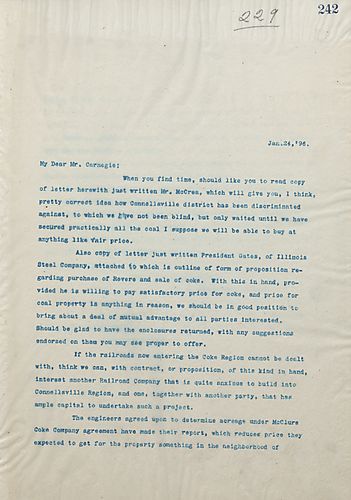 229
242
Jan.24,'96.
My Dear Mr. Carnegie;
When you find time, should like you to read copy
of letter herewith just written Mr. McCrea, which will give you, I think,
pretty correct idea how Connellsville district has been discriminated
against, to which we have not been blind, but only waited until we have
secured practically all the coal I suppose we will be able to buy at
anything like fair price.
Also copy of letter just written President Gates, of Illinois
Steel Company, attached to which is outline of form of proposition re-
garding purchase of Revere and sale of coke. With this in hand, pro-
vided he is willing to pay satisfactory price for coke, and price for
coal property is anything in reason, we should be in good position to
bring about a deal of mutual advantage to all parties interested.
Should be glad to have the enclosures returned, with any suggestions
endorsed on them you may see proper to offer.
If the railroads now entering the Coke Region cannot be dealt
with, think we can, with contract, or proposition, of this kind in hand,
interest another Railroad Company that is quite anxious to build into
Connellsville Region, and one, together with another party, that has
ample capital to undertake such a project.
The engineers agreed upon to determine acreage under McClure
Coke Company agreement have made their report, which reduces price they
expected to get for the property something in the neighborhood of